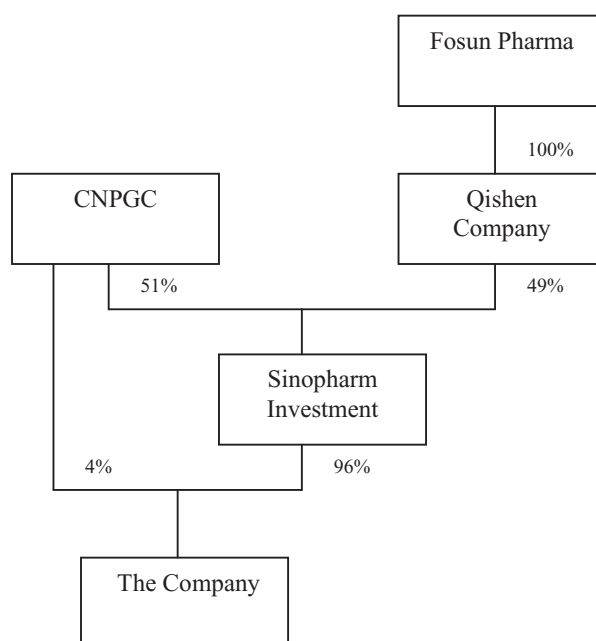 Fosun Pharma
100%
CNPGC
Qishen
Company
51%
49%
Sinopharm
Investment
4%
96%
The Company